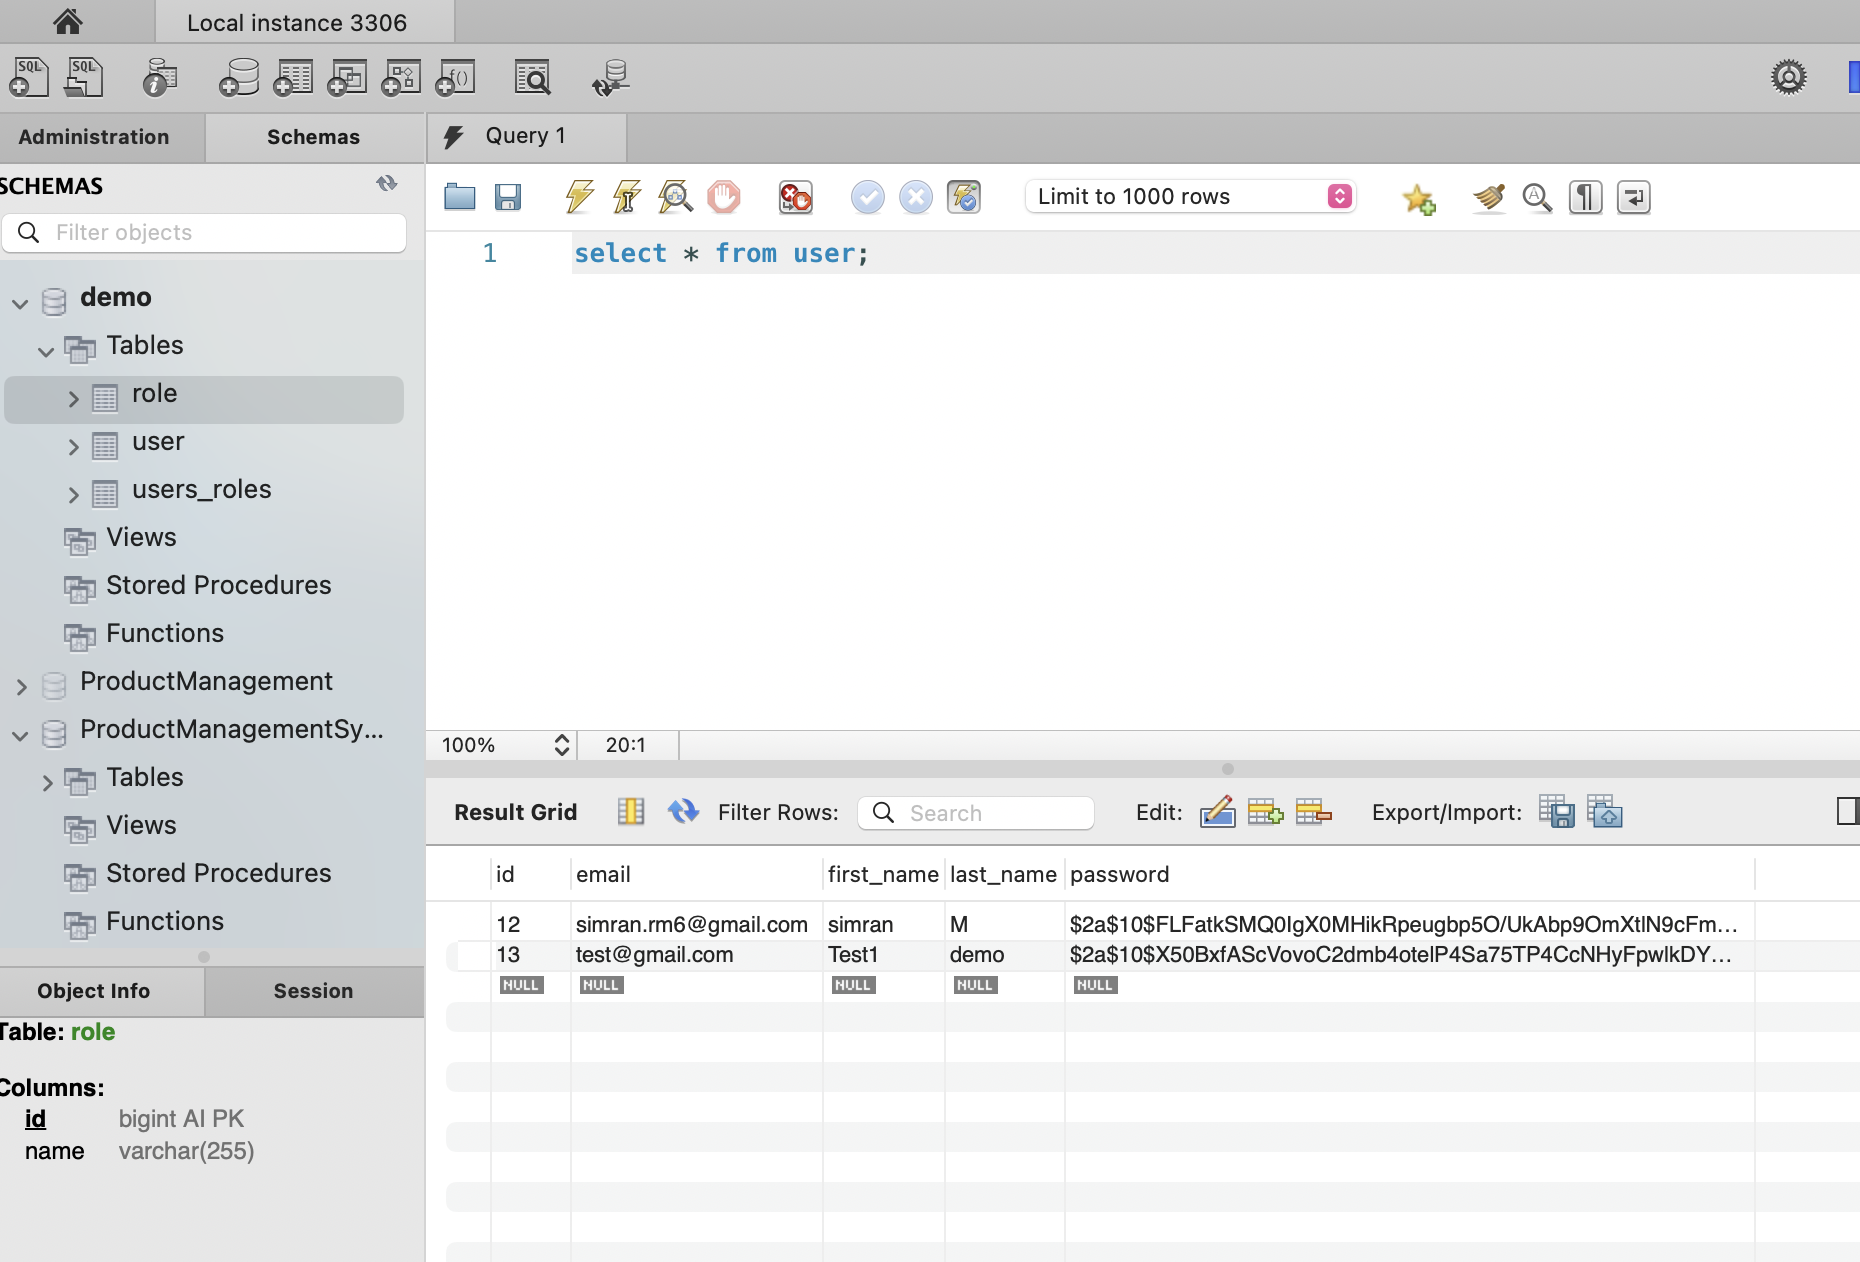 Local instance 3306
SQL
SQL
Administration
Schemas
Query 1
SCHEMAS
Filter objects
Limit to 1000 rows
1 select * from user;
demo
Tables
role
user
users_roles
Views
Stored Procedures
Functions
ProductManagement
ProductManagementSy...
Tables
Views
Stored Procedures
Functions
100%
20:1
Result Grid
Filter Rows:
Search
Edit:
Export/Import:
id email first_name last_name password
12 simran.rm6@gmail.com simran M $2a$10$FLFatkSMQ0IgX0MHikRpeugbp5O/UkAbp9OmXtlN9cFm...
13 test@gmail.com Test1 demo $2a$10$X50BxfAScVovoC2dmb4otelP4Sa75TP4CcNHyFpwlkDY...
NULL NULL NULL NULL NULL
Object Info
Session
Table: role
Columns:
id bigint AI PK
name varchar(255)